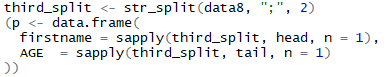 third_split <- str_split(data8, ";", 2)
(p <- data.frame(
  firstname = sapply(third_split, head, n = 1),
  AGE  = sapply(third_split, tail, n = 1)
))